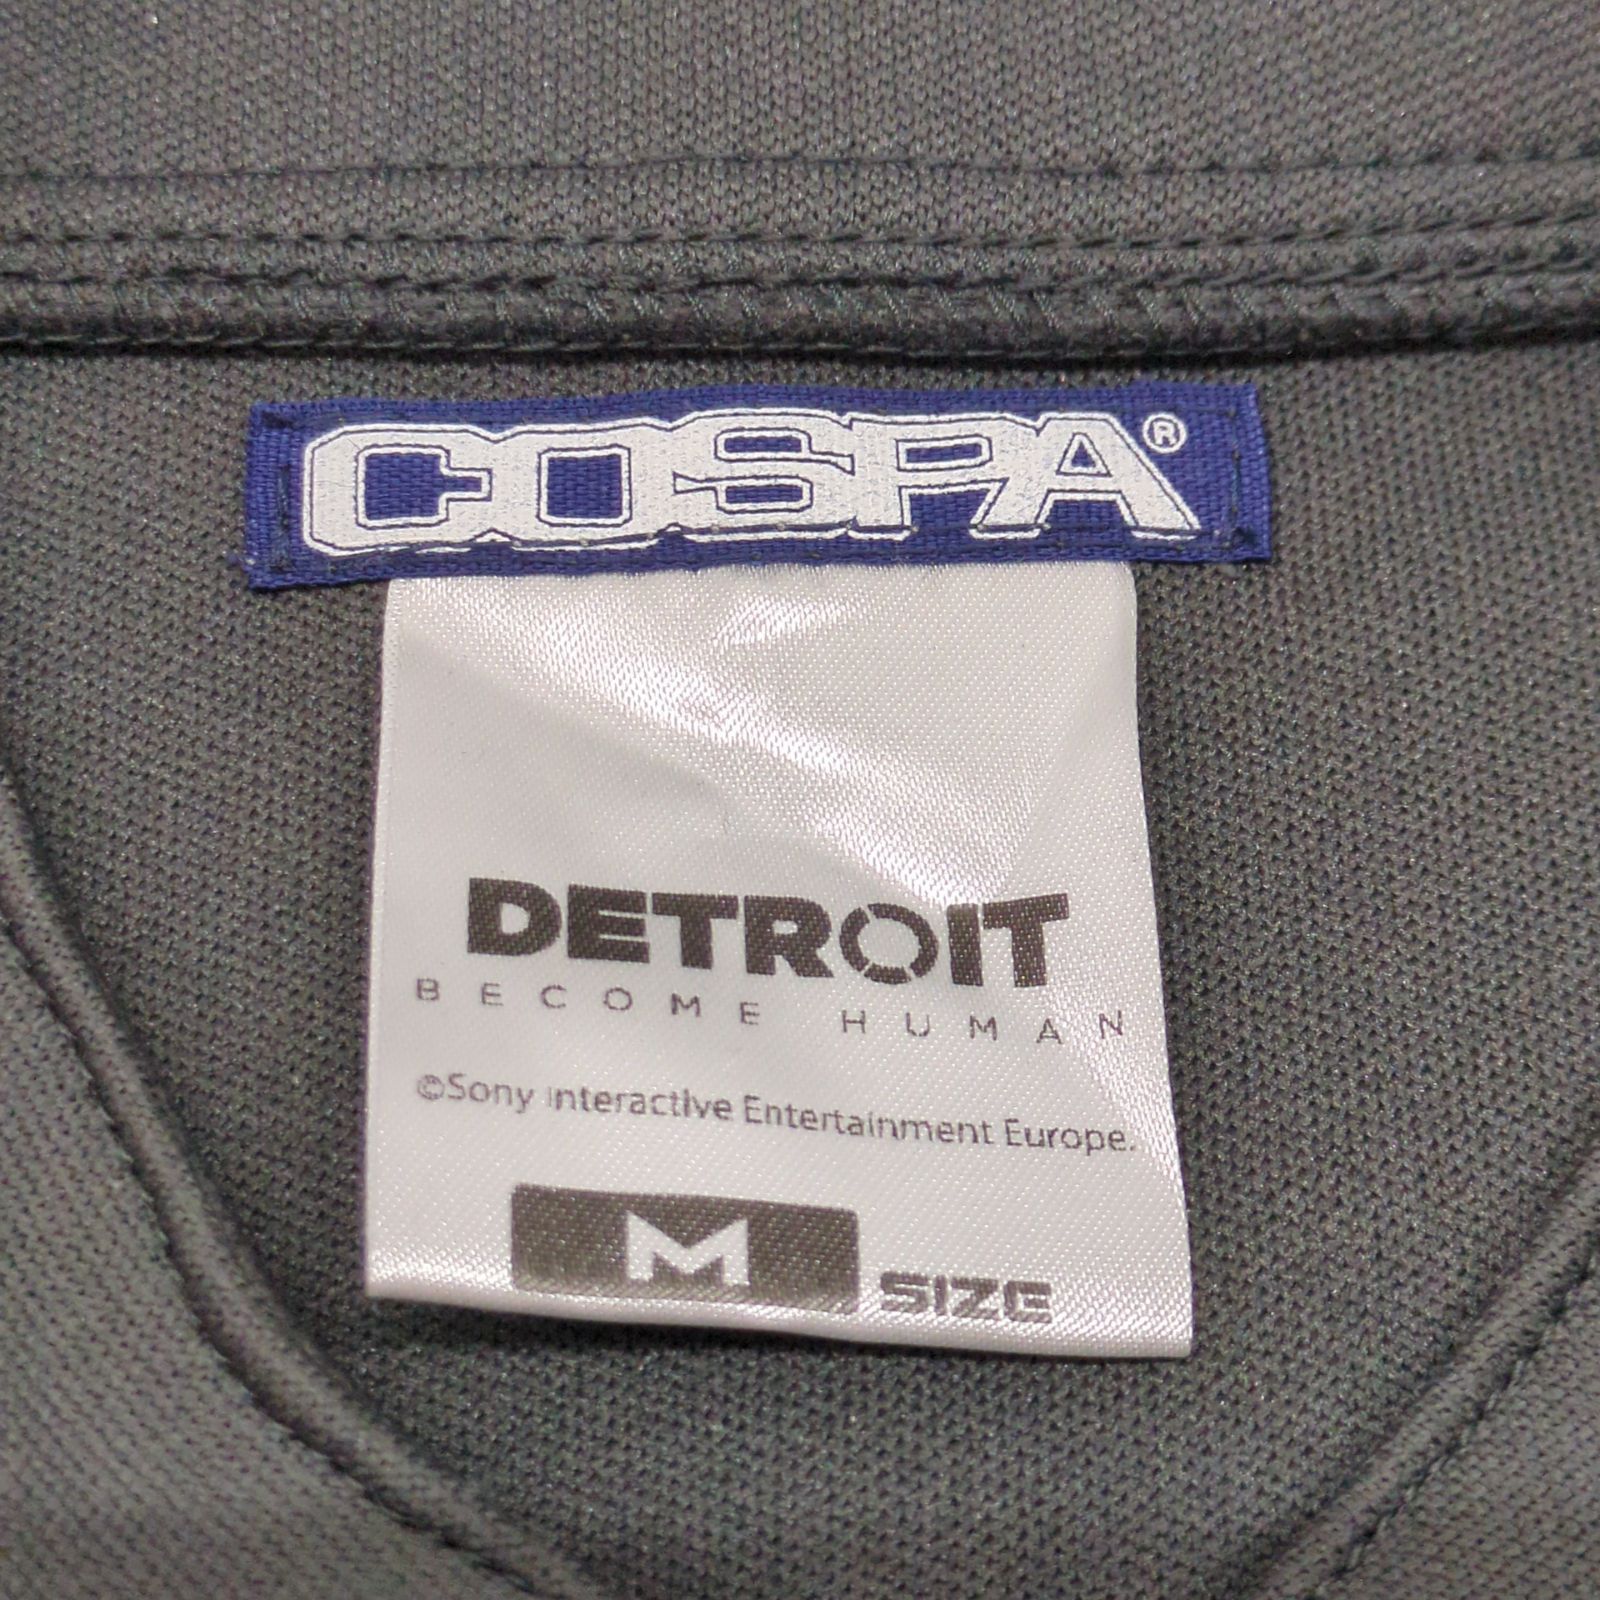 COSPA®
DETROIT
BECOME HUMAN
©Sony Interactive Entertainment Europe.
M SIZE